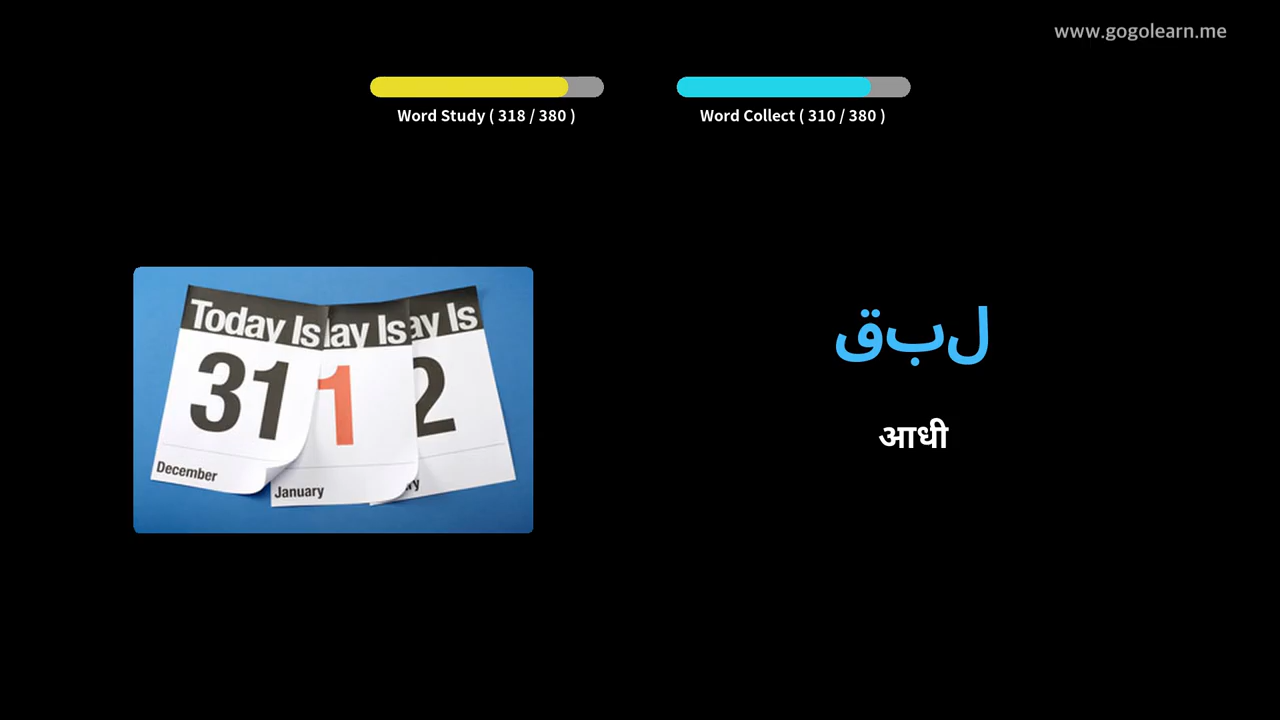 www.gogolearn.me
Word Study ( 318 / 380 )
Word Collect ( 310 / 380 )
Today Is
ay Is
ay Is
31
1
2
December
January
ry
لبق
आधी